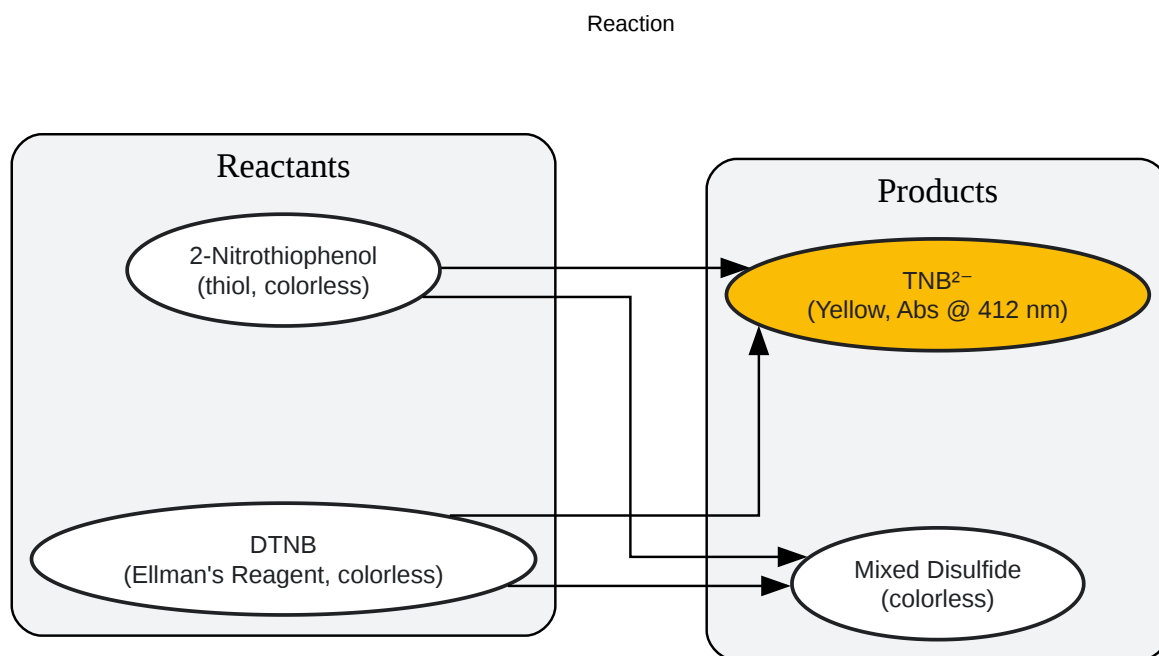 Reaction
Reactants
2-Nitrothiophenol
(thiol, colorless)
DTNB
(Ellman's Reagent, colorless)
Products
TNB²⁻
(Yellow, Abs @ 412 nm)
Mixed Disulfide
(colorless)